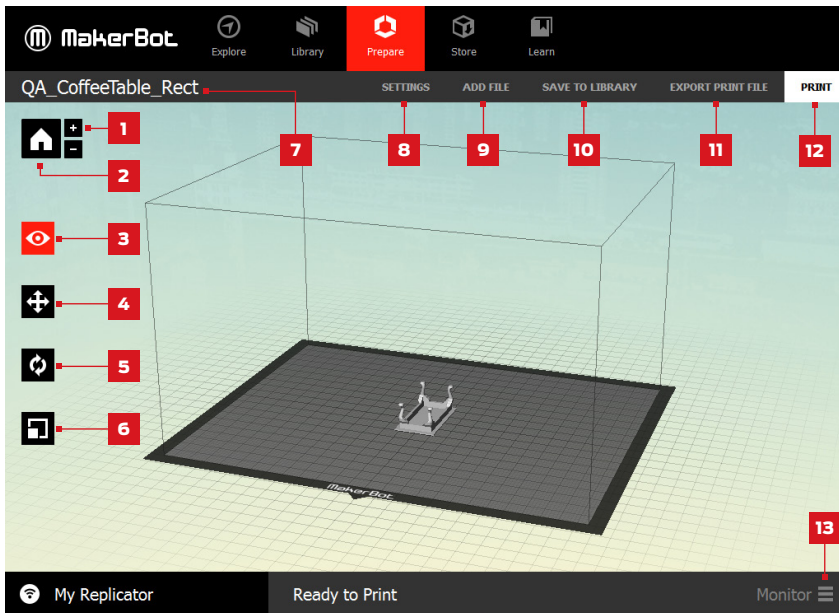 MakerBot
Explore
Library
Prepare
Store
Learn
QA_CoffeeTable_Rect
SETTINGS
ADD FILE
SAVE TO LIBRARY
EXPORT PRINT FILE
PRINT
+
1
-
2
7
8
9
10
11
12
3
4
5
6
MakerBot
13
My Replicator
Ready to Print
Monitor